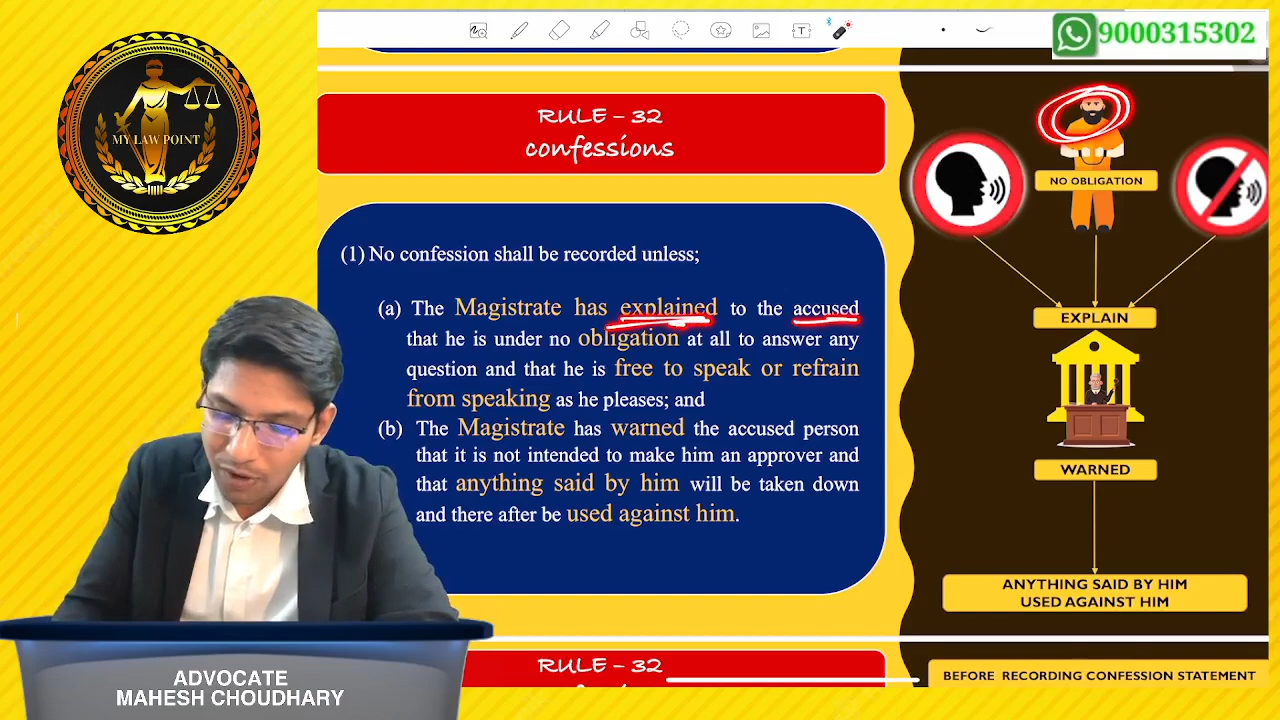 9000315302
MY LAW POINT
RULE – 32
confessions
(1) No confession shall be recorded unless;
(a) The Magistrate has explained to the accused
that he is under no obligation at all to answer any
question and that he is free to speak or refrain
from speaking as he pleases; and
(b) The Magistrate has warned the accused person
that it is not intended to make him an approver and
that anything said by him will be taken down
and there after be used against him.
NO OBLIGATION
EXPLAIN
WARNED
ANYTHING SAID BY HIM
USED AGAINST HIM
RULE – 32
BEFORE RECORDING CONFESSION STATEMENT
ADVOCATE
MAHESH CHOUDHARY